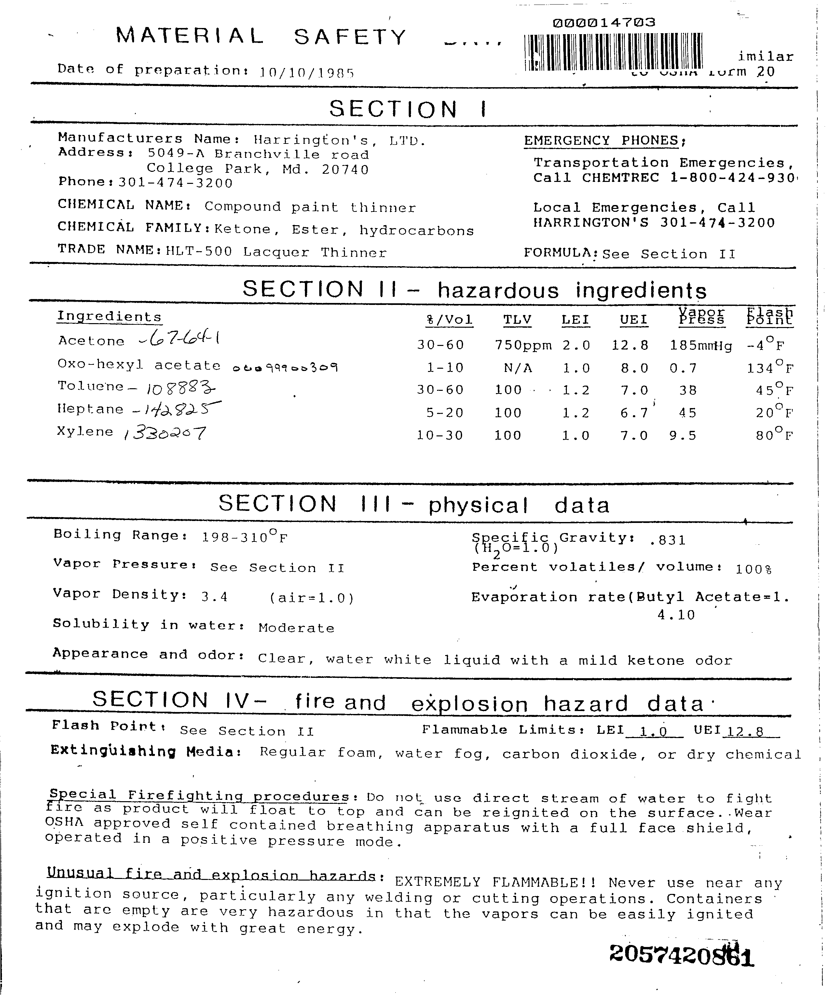 000014703
MATERIAL SAFETY
imilar
Date of preparation: 10/10/1985
to OSHA Form 20
SECTION I
Manufacturers Name: Harrington's, LTD.
EMERGENCY PHONES;
Address: 5049-A Branchville road
College Park, Md. 20740
Transportation Emergencies,
Call CHEMTREC 1-800-424-930
Phone: 301-474-3200
CHEMICAL NAME: Compound paint thinner
Local Emergencies, Call
HARRINGTON'S 301-474-3200
CHEMICAL FAMILY: Ketone, Ester, hydrocarbons
TRADE NAME: HLT-500 Lacquer Thinner
FORMULA: See Section II
SECTION II - hazardous ingredients
Ingredients %/Vol TLV LEI UEI Vapor Press Flash Point
Acetone -67-64-1 30-60 750ppm 2.0 12.8 185mmHg -4°F
Oxo-hexyl acetate 1-10 N/A 1.0 8.0 0.7 134°F
Toluene - 108883 30-60 100 1.2 7.0 38 45°F
Heptane - 142825 5-20 100 1.2 6.7 45 20°F
Xylene 1330207 10-30 100 1.0 7.0 9.5 80°F
SECTION III - physical data
Boiling Range: 198-310°F
Specific Gravity: .831
(H2O=1.0)
Vapor Pressure: See Section II
Percent volatiles/ volume: 100%
Vapor Density: 3.4 (air=1.0)
Evaporation rate(Butyl Acetate=1.
4.10
Solubility in water: Moderate
Appearance and odor: Clear, water white liquid with a mild ketone odor
SECTION IV- fire and explosion hazard data
Flash Point: See Section II Flammable Limits: LEI 1.0 UEI 12.8
Extinguishing Media: Regular foam, water fog, carbon dioxide, or dry chemical
Special Firefighting procedures: Do not use direct stream of water to fight
fire as product will float to top and can be reignited on the surface..Wear
OSHA approved self contained breathing apparatus with a full face shield,
operated in a positive pressure mode.
Unusual fire and explosion hazards: EXTREMELY FLAMMABLE!! Never use near any
ignition source, particularly any welding or cutting operations. Containers
that are empty are very hazardous in that the vapors can be easily ignited
and may explode with great energy.